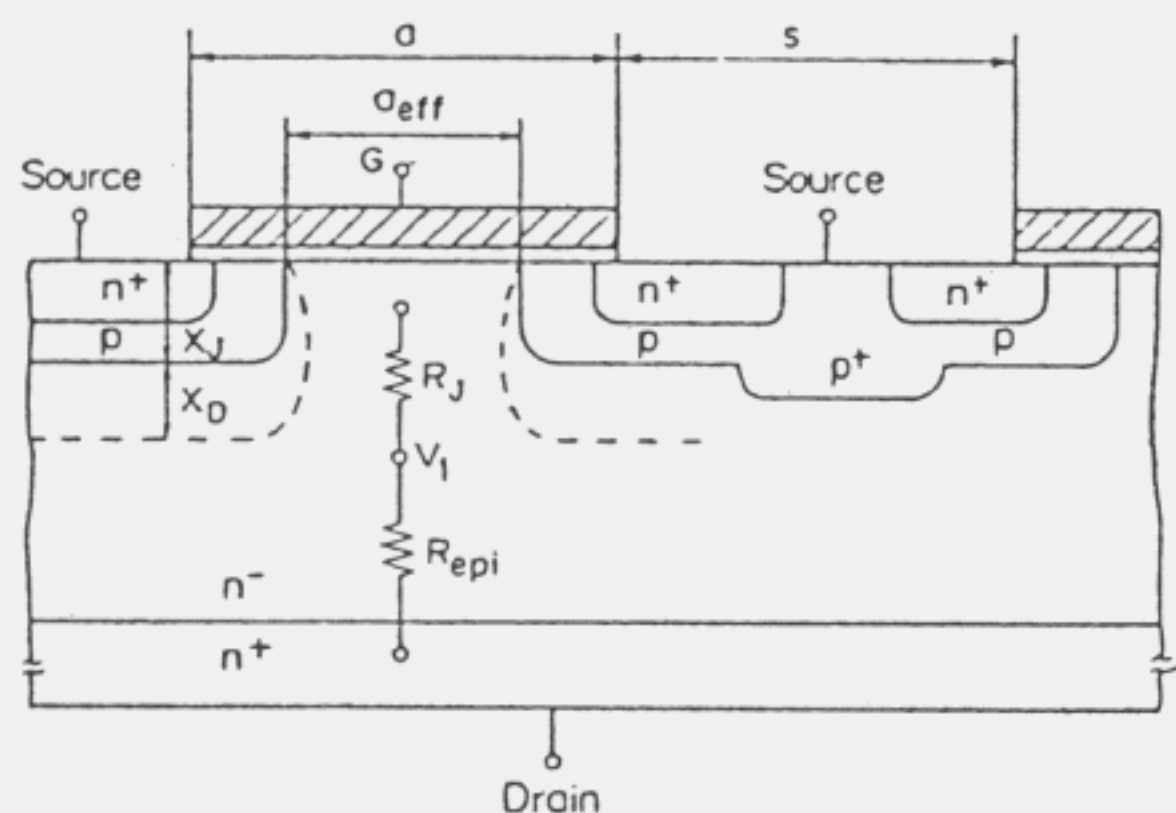 a
s
a_eff
G
Source
Source
n⁺
n⁺
n⁺
p
X_J
p
p⁺
p
X_D
R_J
V_1
R_epi
n⁻
n⁺
Drain